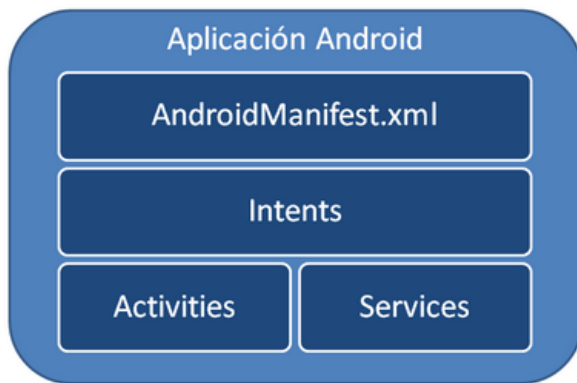 Aplicación Android
AndroidManifest.xml
Intents
Activities
Services